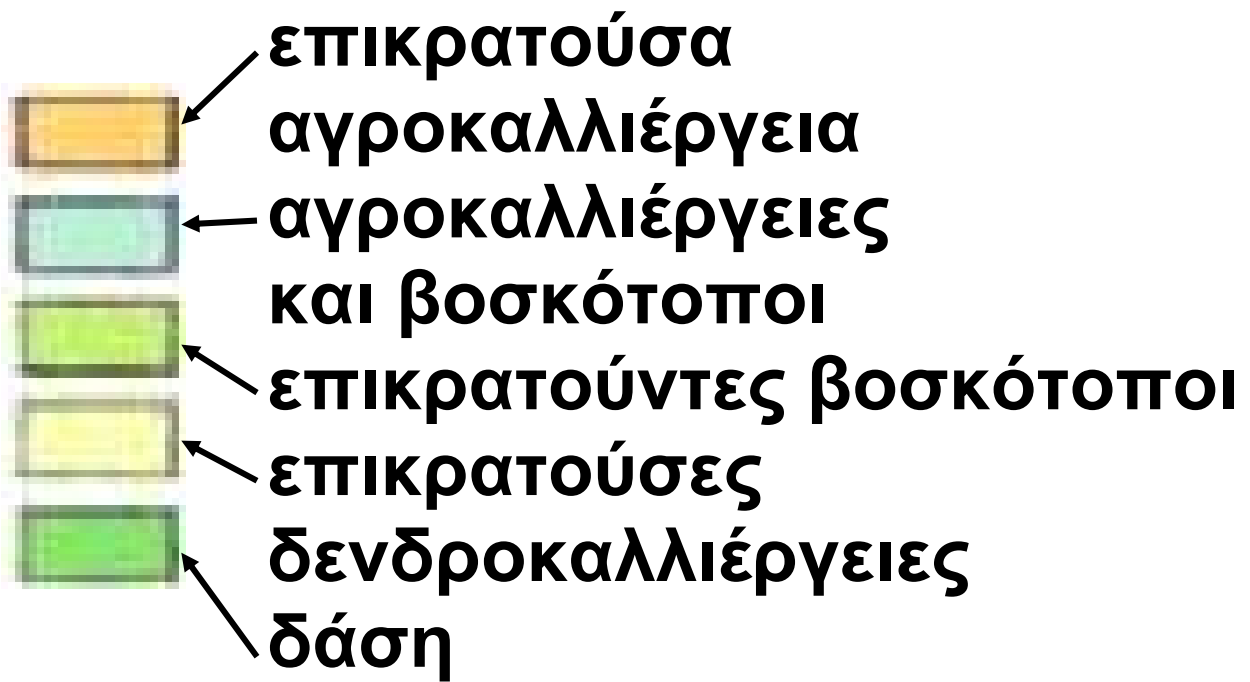 επικρατούσα
αγροκαλλιέργεια
αγροκαλλιέργειες
και βοσκότοποι
επικρατούντες βοσκότοποι
επικρατούσες
δενδροκαλλιέργειες
δάση